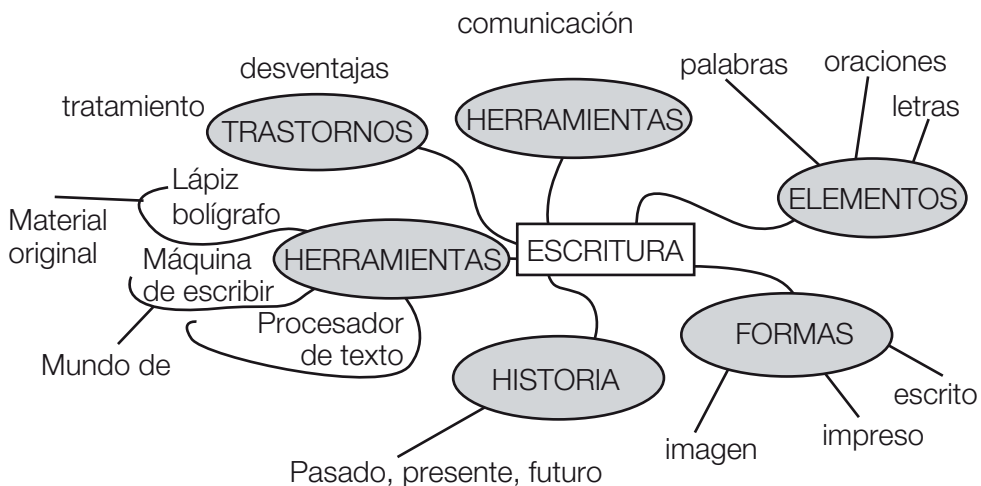 comunicación
desventajas
palabras
oraciones
tratamiento
letras
TRASTORNOS
HERRAMIENTAS
Lápiz
bolígrafo
ELEMENTOS
Material
original
Máquina
de escribir
HERRAMIENTAS
ESCRITURA
Procesador
de texto
Mundo de
FORMAS
HISTORIA
escrito
imagen
impreso
Pasado, presente, futuro